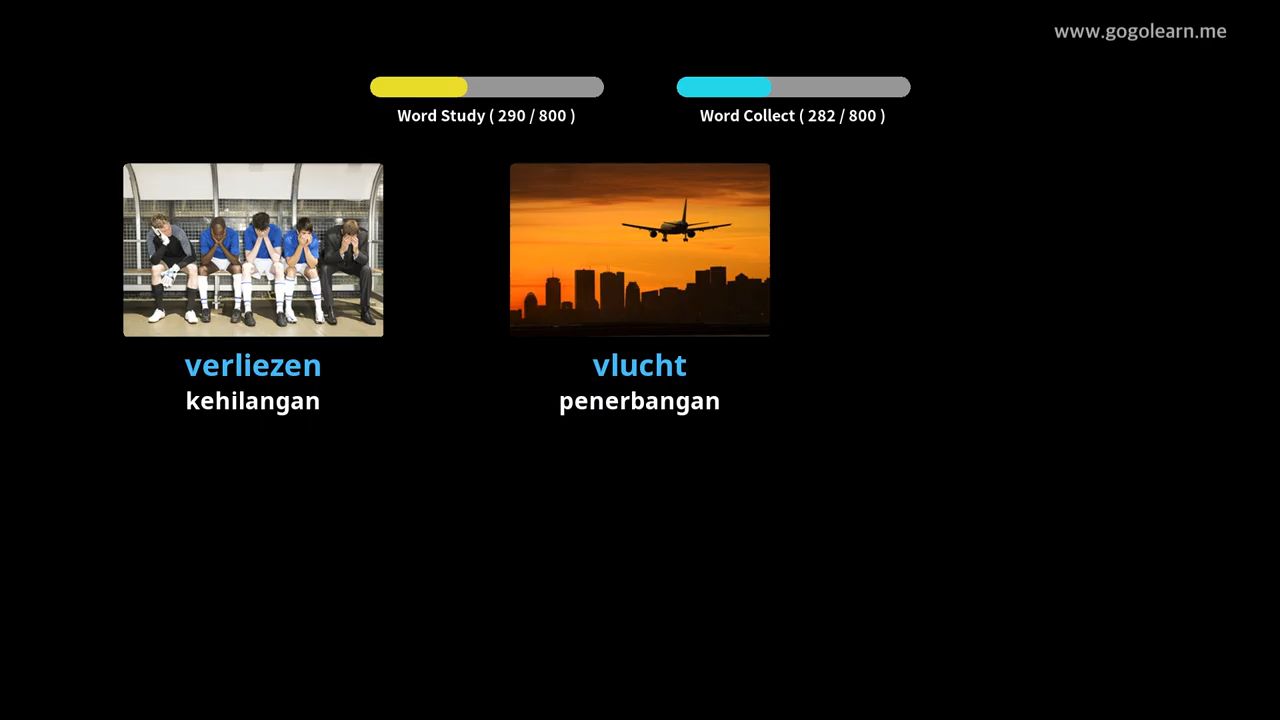 www.gogolearn.me
Word Study ( 290 / 800 )
Word Collect ( 282 / 800 )
verliezen
kehilangan
vlucht
penerbangan